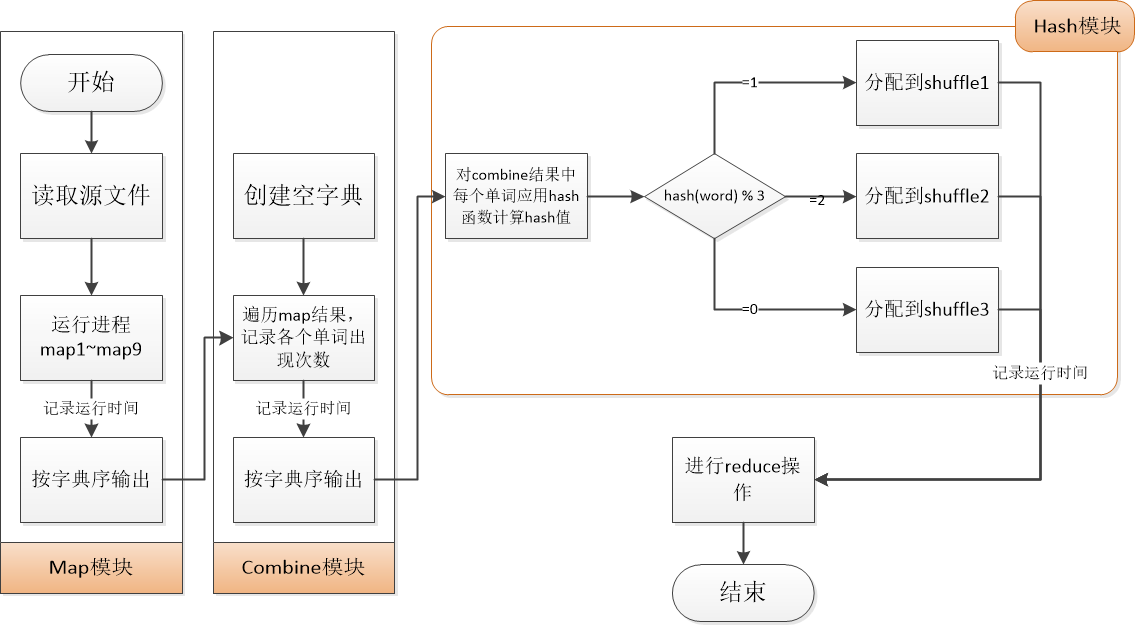 开始
读取源文件
运行进程
map1~map9
记录运行时间
按字典序输出
Map模块
创建空字典
遍历map结果，
记录各个单词出
现次数
记录运行时间
按字典序输出
Combine模块
Hash模块
对combine结果中
每个单词应用hash
函数计算hash值
hash(word) % 3
=1
=2
=0
分配到shuffle1
分配到shuffle2
分配到shuffle3
记录运行时间
进行reduce操
作
结束